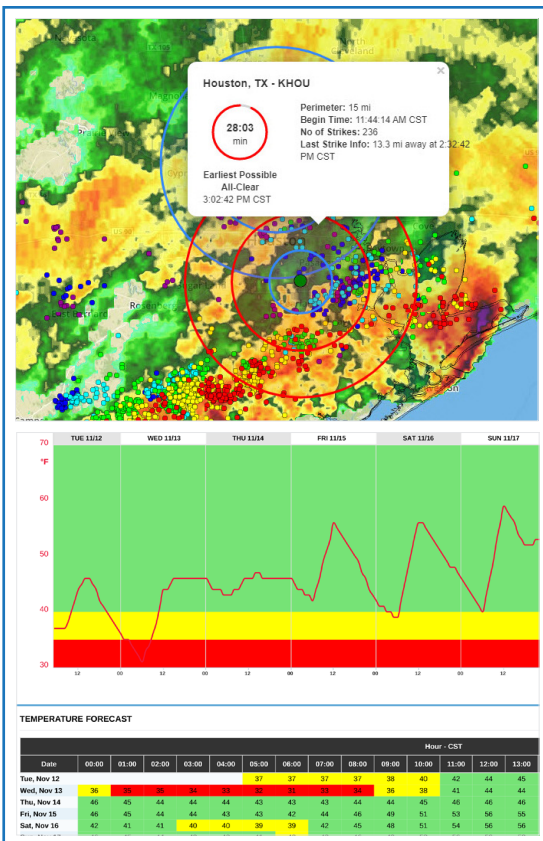 Houston, TX - KHOU
×
28:03
min
Earliest Possible
All-Clear
3:02:42 PM CST
Perimeter: 15 mi
Begin Time: 11:44:14 AM CST
No of Strikes: 236
Last Strike Info: 13.3 mi away at 2:32:42
PM CST
Rosenberg
TUE 11/12 WED 11/13 THU 11/14 FRI 11/15 SAT 11/16 SUN 11/17
70
°F
60
50
40
30
12 00 12 00 12 00 12 00 12 00 12
TEMPERATURE FORECAST
Hour - CST
Date 00:00 01:00 02:00 03:00 04:00 05:00 06:00 07:00 08:00 09:00 10:00 11:00 12:00 13:00
Tue, Nov 12 37 37 37 37 38 40 42 44 45
Wed, Nov 13 36 35 35 34 33 32 31 33 34 36 38 41 44 44
Thu, Nov 14 46 45 44 44 44 43 43 43 44 44 45 46 46 46
Fri, Nov 15 46 45 44 44 43 43 42 44 46 49 51 53 56 55
Sat, Nov 16 42 41 41 40 40 39 39 42 45 48 51 54 56 56